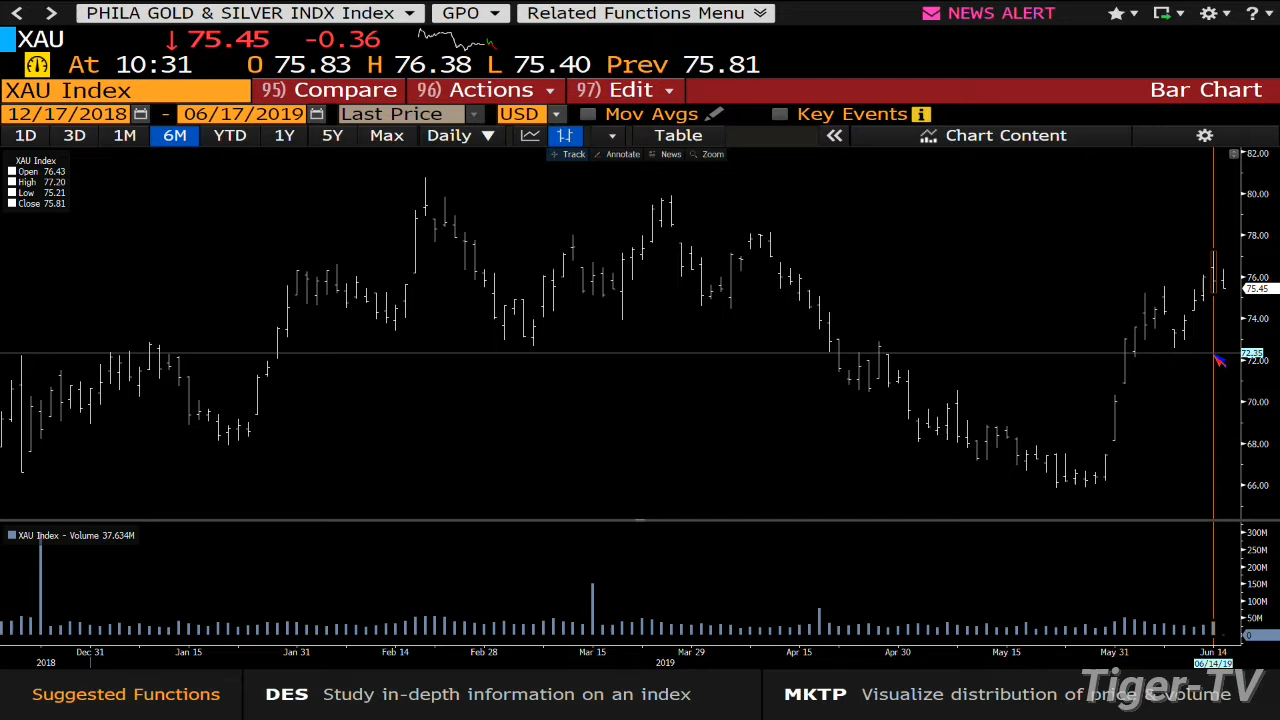 PHILA GOLD & SILVER INDX Index GPO Related Functions Menu NEWS ALERT ?
XAU ↓ 75.45 -0.36
At 10:31 O 75.83 H 76.38 L 75.40 Prev 75.81
XAU Index 95) Compare 96) Actions 97) Edit Bar Chart
12/17/2018 - 06/17/2019 Last Price USD Mov Avgs Key Events i
1D 3D 1M 6M YTD 1Y 5Y Max Daily ▼ Table « Chart Content
Track Annotate News Zoom
XAU Index
Open 76.43
High 77.20
Low 75.21
Close 75.81
82.00
80.00
78.00
76.00
75.45
74.00
72.35
72.00
70.00
68.00
66.00
XAU Index - Volume 37.634M
300M
250M
200M
150M
100M
50M
0
Dec 31 Jan 15 Jan 31 Feb 14 Feb 28 Mar 15 Mar 29 Apr 15 Apr 30 May 15 May 31 Jun 14
2018 2019 06/14/19
Suggested Functions DES Study in-depth information on an index MKTP Visualize distribution of price & volume
Tiger-TV